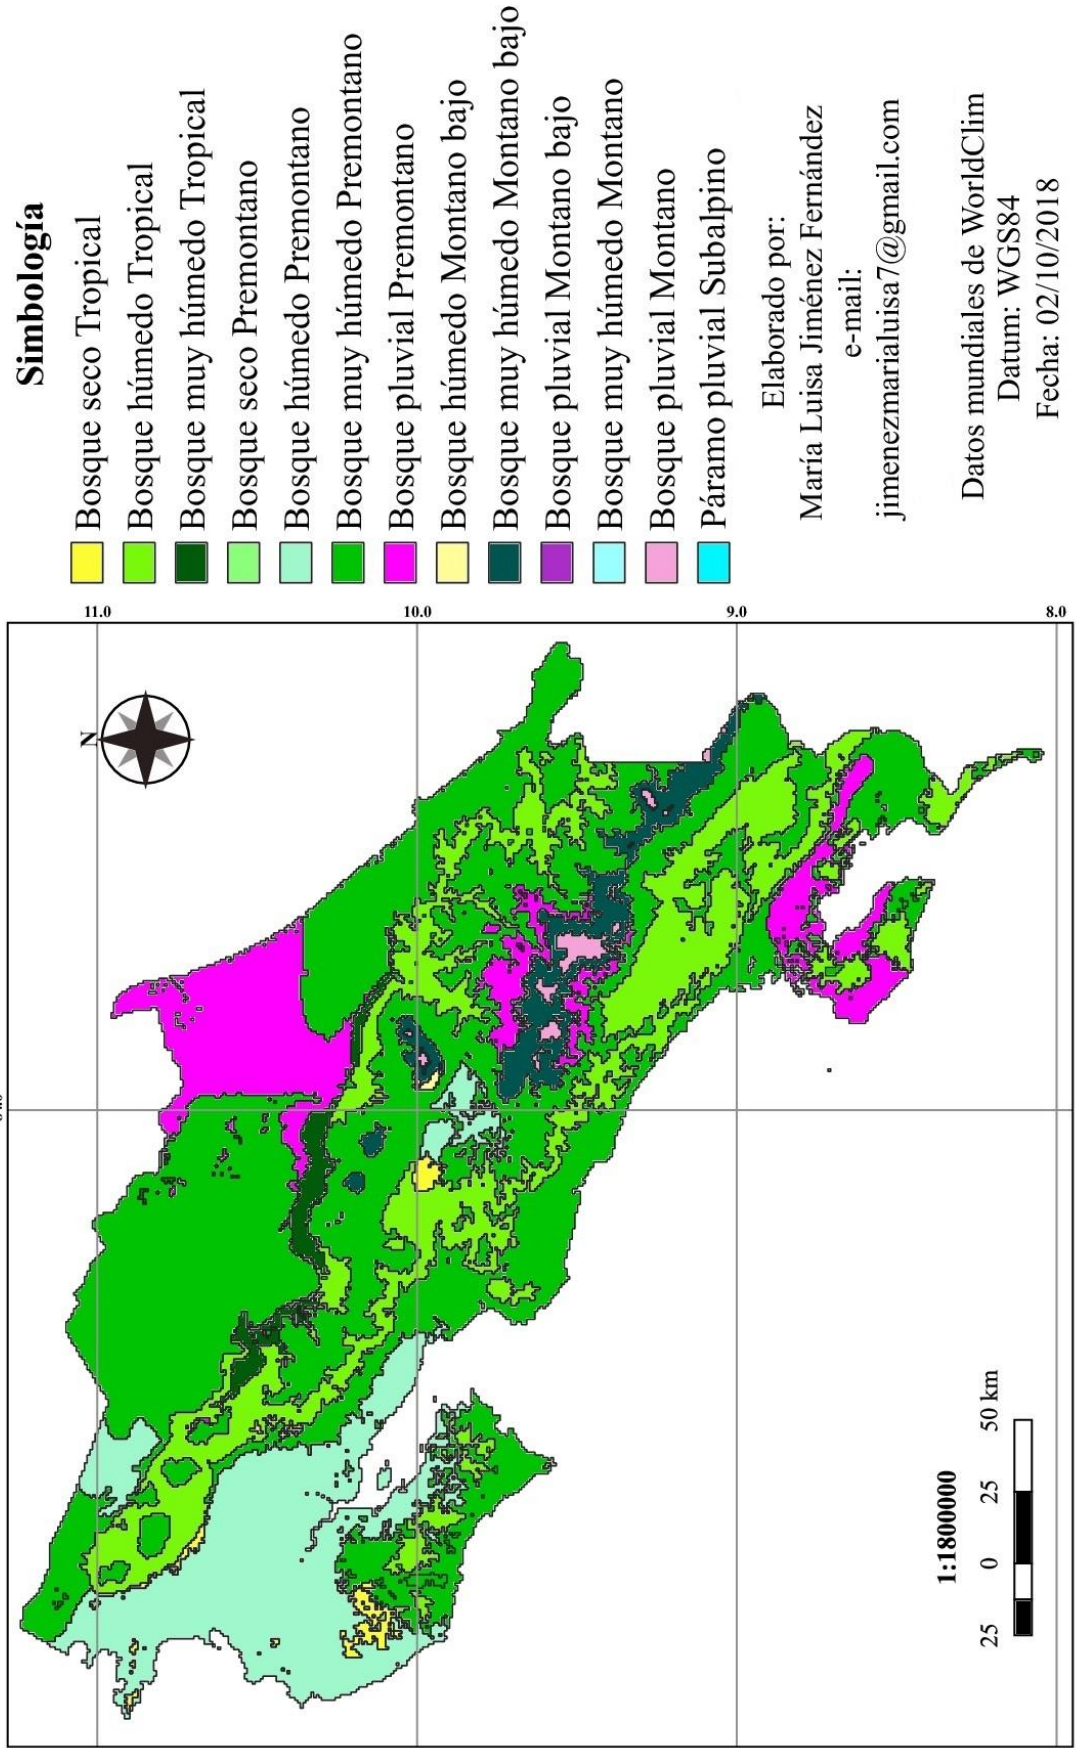 Simbología
Bosque seco Tropical
Bosque húmedo Tropical
Bosque muy húmedo Tropical
Bosque seco Premontano
Bosque húmedo Premontano
Bosque muy húmedo Premontano
Bosque pluvial Premontano
Bosque húmedo Montano bajo
Bosque muy húmedo Montano bajo
Bosque pluvial Montano bajo
Bosque muy húmedo Montano
Bosque pluvial Montano
Páramo pluvial Subalpino
Elaborado por:
María Luisa Jiménez Fernández
e-mail:
jimenezmarialuisa7@gmail.com
Datos mundiales de WorldClim
Datum: WGS84
Fecha: 02/10/2018
11.0
10.0
9.0
8.0
N
1:1800000
25 0 25 50 km